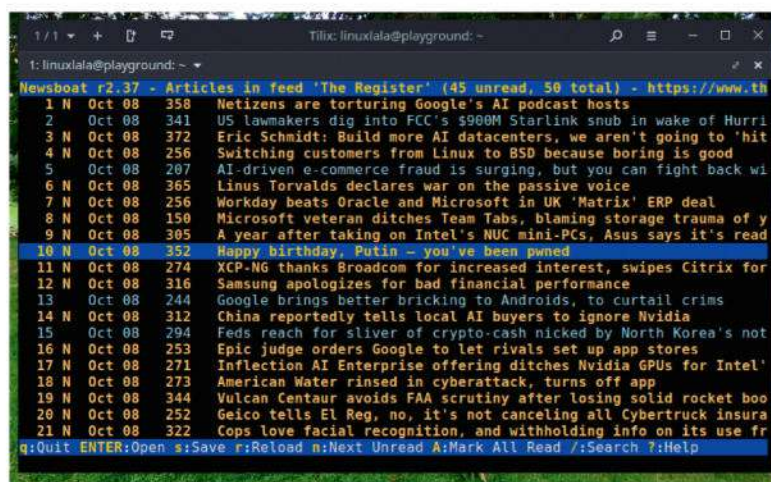 1 / 1 + Tilix: linuxlala@playground: ~
1: linuxlala@playground: ~
Newsboat r2.37 - Articles in feed 'The Register' (45 unread, 50 total) - https://www.th
1 N Oct 08 358 Netizens are torturing Google's AI podcast hosts
2 Oct 08 341 US lawmakers dig into FCC's $900M Starlink snub in wake of Hurri
3 N Oct 08 372 Eric Schmidt: Build more AI datacenters, we aren't going to 'hit
4 N Oct 08 256 Switching customers from Linux to BSD because boring is good
5 Oct 08 207 AI-driven e-commerce fraud is surging, but you can fight back wi
6 N Oct 08 365 Linus Torvalds declares war on the passive voice
7 N Oct 08 256 Workday beats Oracle and Microsoft in UK 'Matrix' ERP deal
8 N Oct 08 150 Microsoft veteran ditches Team Tabs, blaming storage trauma of y
9 N Oct 08 305 A year after taking on Intel's NUC mini-PCs, Asus says it's read
10 N Oct 08 352 Happy birthday, Putin – you've been pwned
11 N Oct 08 274 XCP-NG thanks Broadcom for increased interest, swipes Citrix for
12 N Oct 08 316 Samsung apologizes for bad financial performance
13 Oct 08 244 Google brings better bricking to Androids, to curtail crims
14 N Oct 08 312 China reportedly tells local AI buyers to ignore Nvidia
15 Oct 08 294 Feds reach for sliver of crypto-cash nicked by North Korea's not
16 N Oct 08 253 Epic judge orders Google to let rivals set up app stores
17 N Oct 08 271 Inflection AI Enterprise offering ditches Nvidia GPUs for Intel'
18 N Oct 08 273 American Water rinsed in cyberattack, turns off app
19 N Oct 08 344 Vulcan Centaur avoids FAA scrutiny after losing solid rocket boo
20 N Oct 08 252 Geico tells El Reg, no, it's not canceling all Cybertruck insura
21 N Oct 08 322 Cops love facial recognition, and withholding info on its use fr
q:Quit ENTER:Open s:Save r:Reload n:Next Unread A:Mark All Read /:Search ?:Help